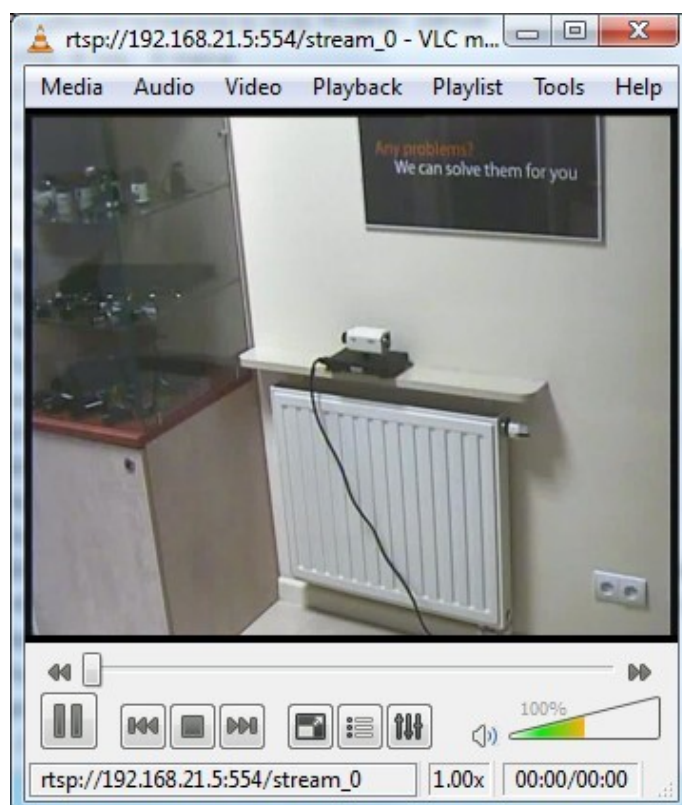 rtsp://192.168.21.5:554/stream_0 - VLC m...
Media Audio Video Playback Playlist Tools Help
Any problems?
We can solve them for you
100%
rtsp://192.168.21.5:554/stream_0 1.00x 00:00/00:00